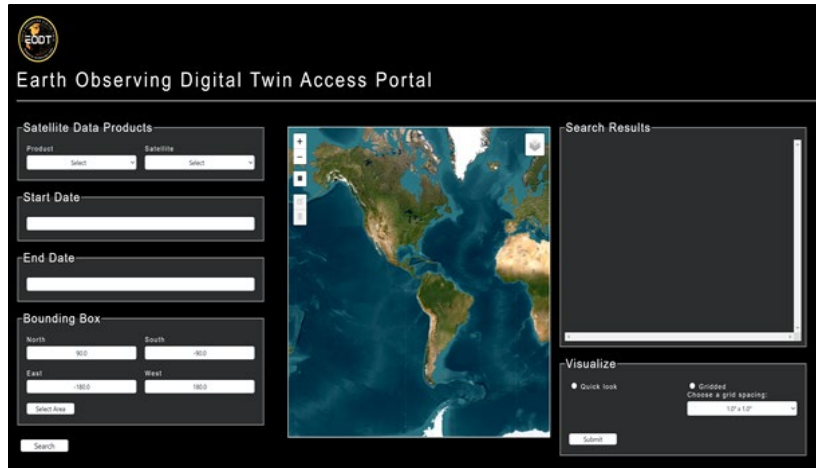 EODT
Earth Observing Digital Twin Access Portal
Satellite Data Products
Product
Satellite
Select
Select
Start Date
End Date
Bounding Box
North
South
90.0
-90.0
East
West
-180.0
180.0
Select Area
Search
+
−
Search Results
Visualize
Quick look
Gridded
Choose a grid spacing:
1.0° x 1.0°
Submit